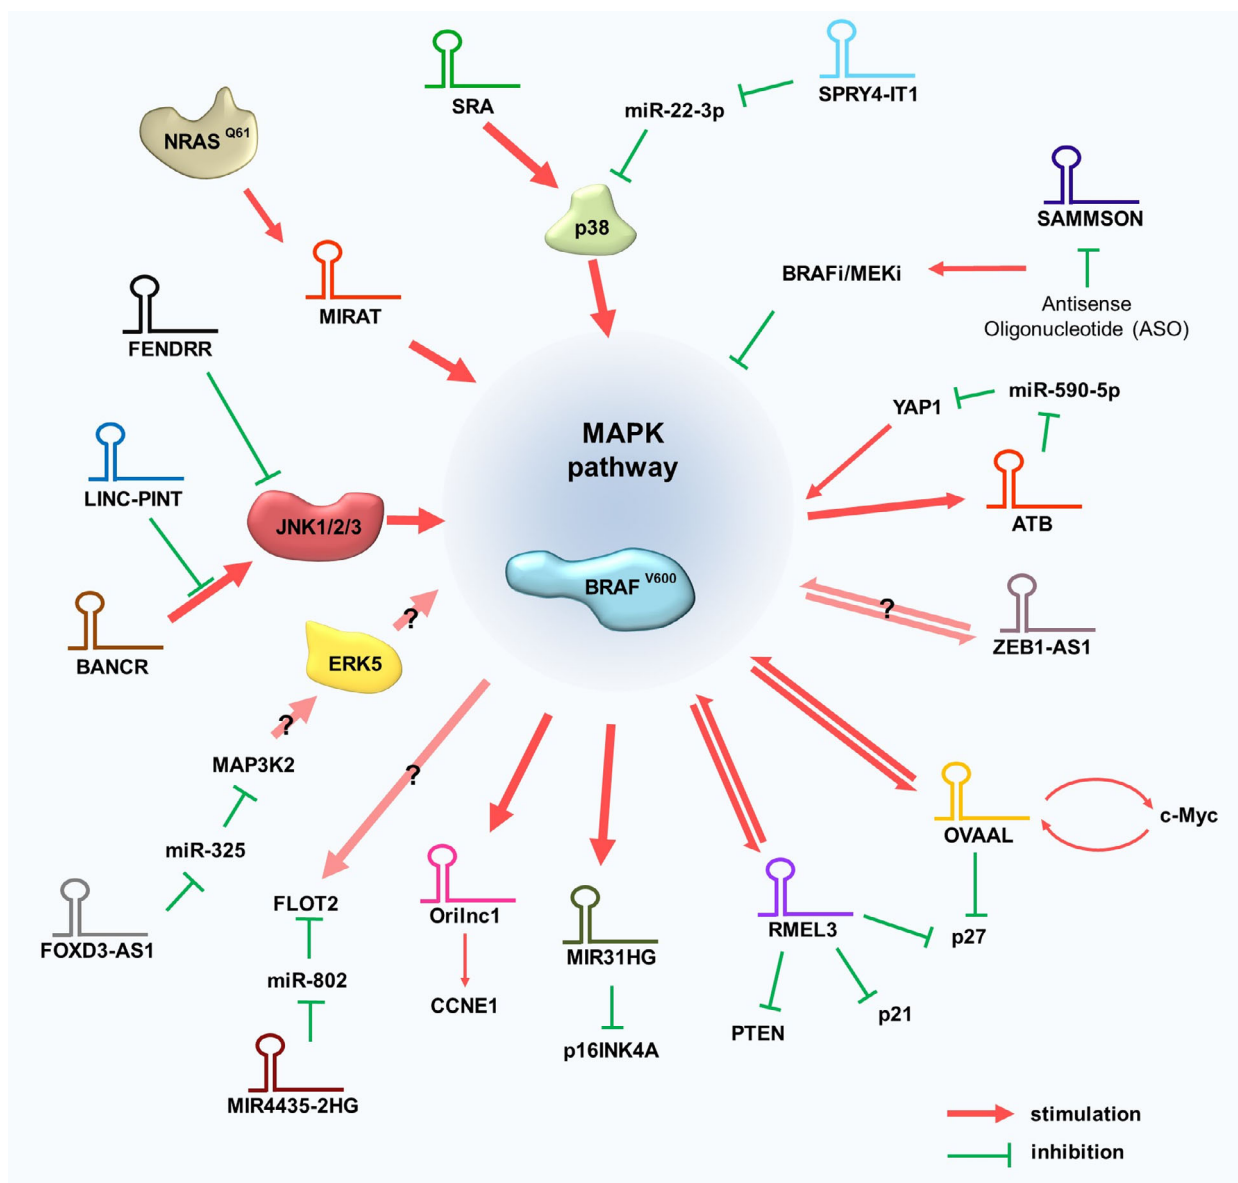 SRA
miR-22-3p
SPRY4-IT1
NRAS Q61
p38
SAMMSON
BRAFi/MEKi
Antisense
Oligonucleotide (ASO)
MIRAT
FENDRR
miR-590-5p
YAP1
MAPK
pathway
LINC-PINT
JNK1/2/3
ATB
BRAF V600
?
?
BANCR
ERK5
ZEB1-AS1
?
MAP3K2
?
miR-325
OVAAL
c-Myc
FOXD3-AS1
FLOT2
Orilnc1
MIR31HG
RMEL3
p27
miR-802
CCNE1
p21
PTEN
p16INK4A
MIR4435-2HG
stimulation
inhibition